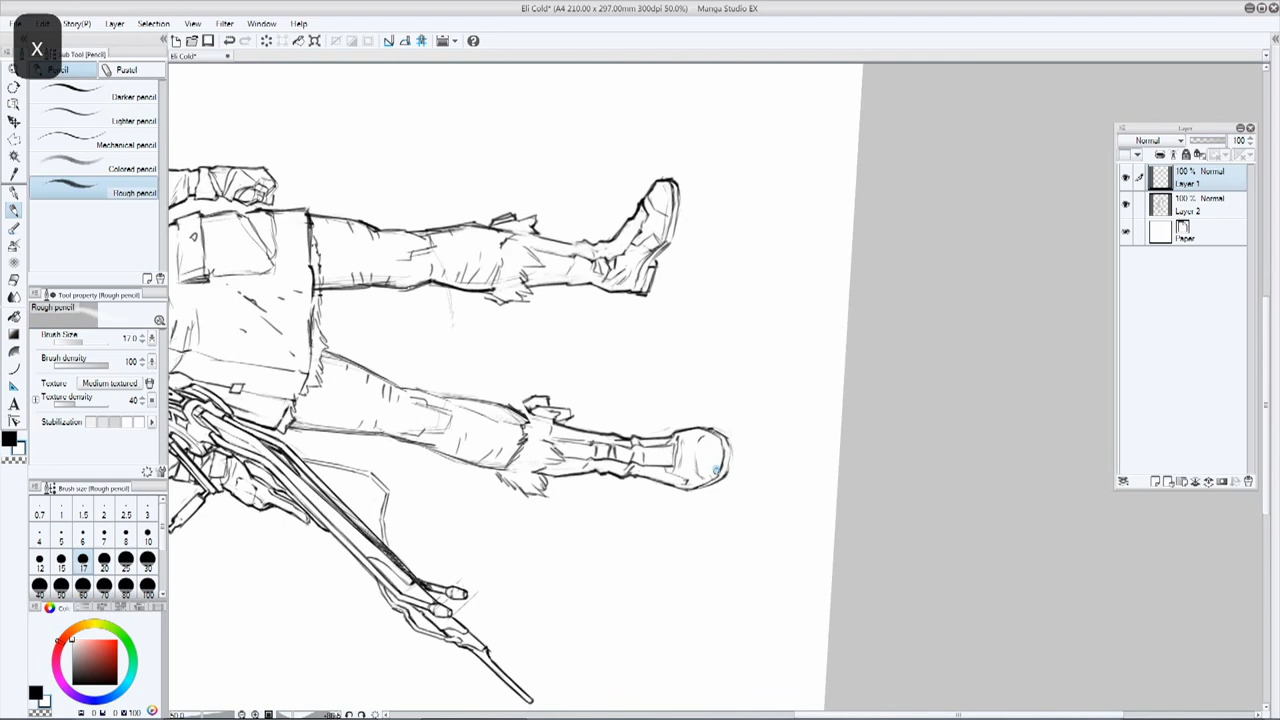 Eli Cold* (A4 210.00 x 297.00mm 300dpi 50.0%) - Manga Studio EX
Edit Story(P) Layer Selection View Filter Window Help
X
Sub Tool [Pencil]
Eli Cold*
Pencil Pastel
Darker pencil
Lighter pencil
Mechanical pencil
Colored pencil
Rough pencil
Tool property (Rough pencil)
Rough pencil
Brush Size 17.0
Brush density 100
Texture Medium textured
Texture density 40
Stabilization
Brush size (Rough pencil)
0.7 1 1.5 2 2.5 3
4 5 6 7 8 10
12 15 17 20 25 30
40 50 60 70 80
Layer
Normal 100
100 % Normal
Layer 1
100 % Normal
Layer 2
Paper
50.0
0 0 100